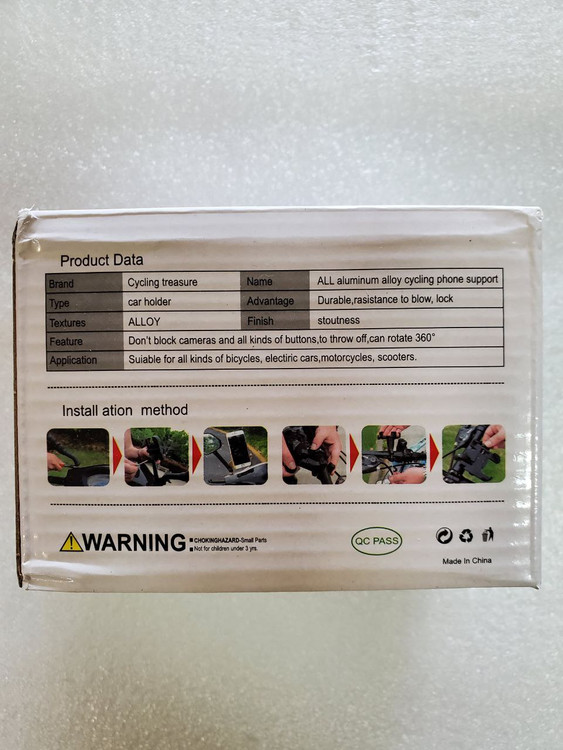 Product Data
Brand Cycling treasure Name ALL aluminum alloy cycling phone support
Type car holder Advantage Durable,rasistance to blow, lock
Textures ALLOY Finish stoutness
Feature Don't block cameras and all kinds of buttons,to throw off,can rotate 360°
Application Suiable for all kinds of bicycles, electric cars,motorcycles, scooters.
Install ation method
WARNING
CHOKINGHAZARD-Small Parts
Not for children under 3 yrs.
QC PASS
Made In China